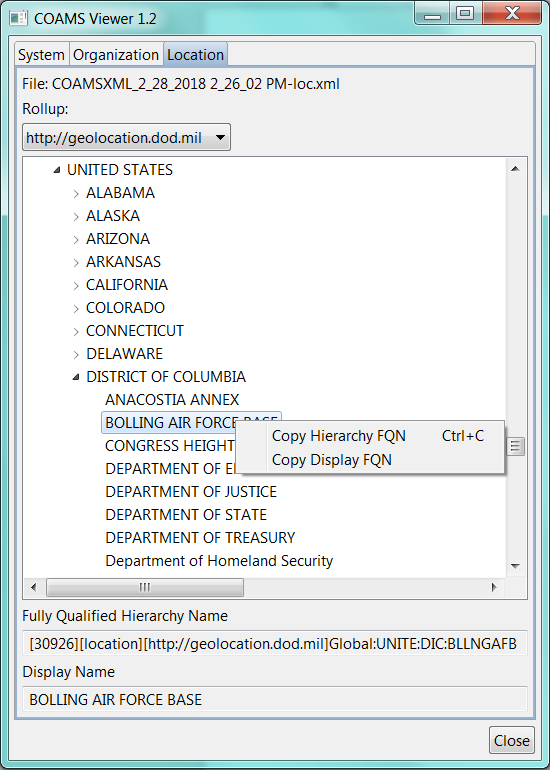 COAMS Viewer 1.2
System Organization Location
File: COAMSXML_2_28_2018 2_26_02 PM-loc.xml
Rollup:
http://geolocation.dod.mil
UNITED STATES
ALABAMA
ALASKA
ARIZONA
ARKANSAS
CALIFORNIA
COLORADO
CONNECTICUT
DELAWARE
DISTRICT OF COLUMBIA
ANACOSTIA ANNEX
BOLLING AIR FORCE BASE
Copy Hierarchy FQN Ctrl+C
CONGRESS HEIGHT
Copy Display FQN
DEPARTMENT OF
DEPARTMENT OF JUSTICE
DEPARTMENT OF STATE
DEPARTMENT OF TREASURY
Department of Homeland Security
Fully Qualified Hierarchy Name
[30926][location][http://geolocation.dod.mil]Global:UNITE:DIC:BLLNGAFB
Display Name
BOLLING AIR FORCE BASE
Close